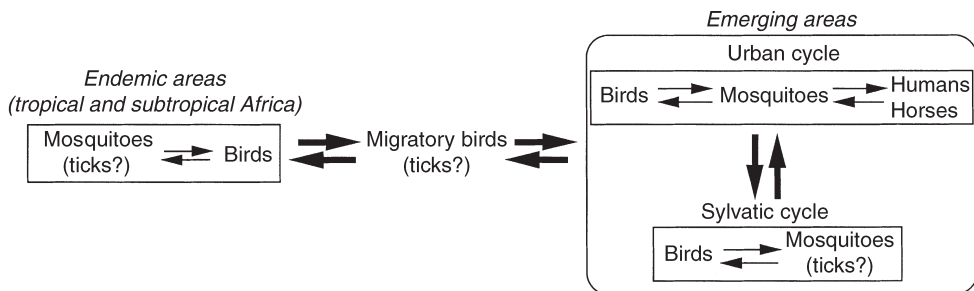 Emerging areas
Urban cycle
Endemic areas
(tropical and subtropical Africa)
Birds
Mosquitoes
Humans
Horses
Mosquitoes
(ticks?)
Birds
Migratory birds
(ticks?)
Sylvatic cycle
Birds
Mosquitoes
(ticks?)